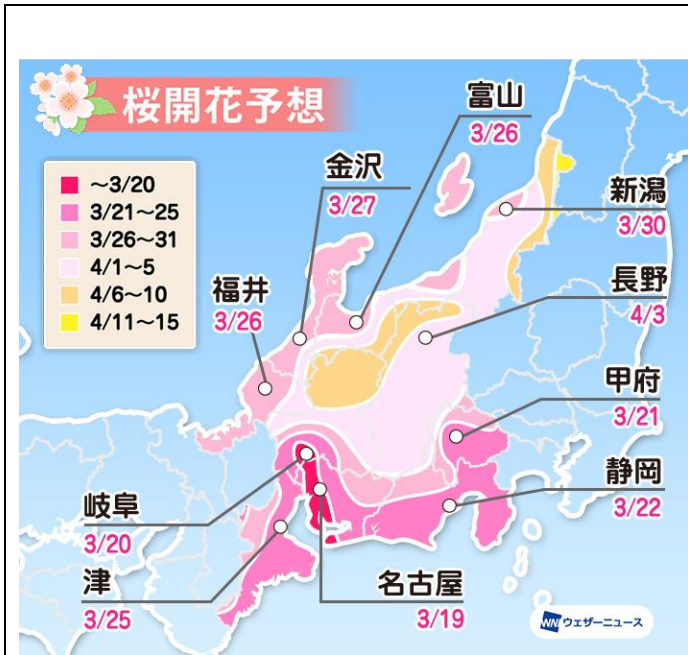 桜開花予想
～3/20
3/21～25
3/26～31
4/1～5
4/6～10
4/11～15
富山
3/26
金沢
3/27
新潟
3/30
福井
3/26
長野
4/3
甲府
3/21
静岡
3/22
岐阜
3/20
津
3/25
名古屋
3/19
WN ウェザーニュース